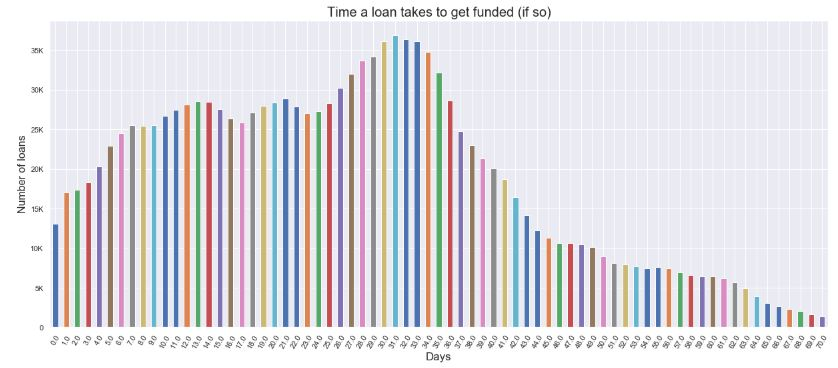 Time a loan takes to get funded (if so)
Number of loans
35K
30K
25K
20K
15K
10K
5K
0
0.0 1.0 2.0 3.0 4.0 5.0 6.0 7.0 8.0 9.0 10.0 11.0 12.0 13.0 14.0 15.0 16.0 17.0 18.0 19.0 20.0 21.0 22.0 23.0 24.0 25.0 26.0 27.0 28.0 29.0 30.0 31.0 32.0 33.0 34.0 35.0 36.0 37.0 38.0 39.0 40.0 41.0 42.0 43.0 44.0 45.0 46.0 47.0 48.0 49.0 50.0 51.0 52.0 53.0 54.0 55.0 56.0 57.0 58.0 59.0 60.0 61.0 62.0 63.0 64.0 65.0 66.0 67.0 68.0 69.0 70.0
Days